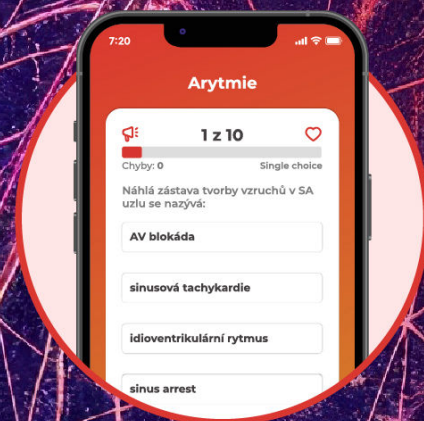 7:20
Arytmie
1 z 10
Chyby: 0 Single choice
Náhlá zástava tvorby vzruchů v SA
uzlu se nazývá:
AV blokáda
sinusová tachykardie
idioventrikulární rytmus
sinus arrest